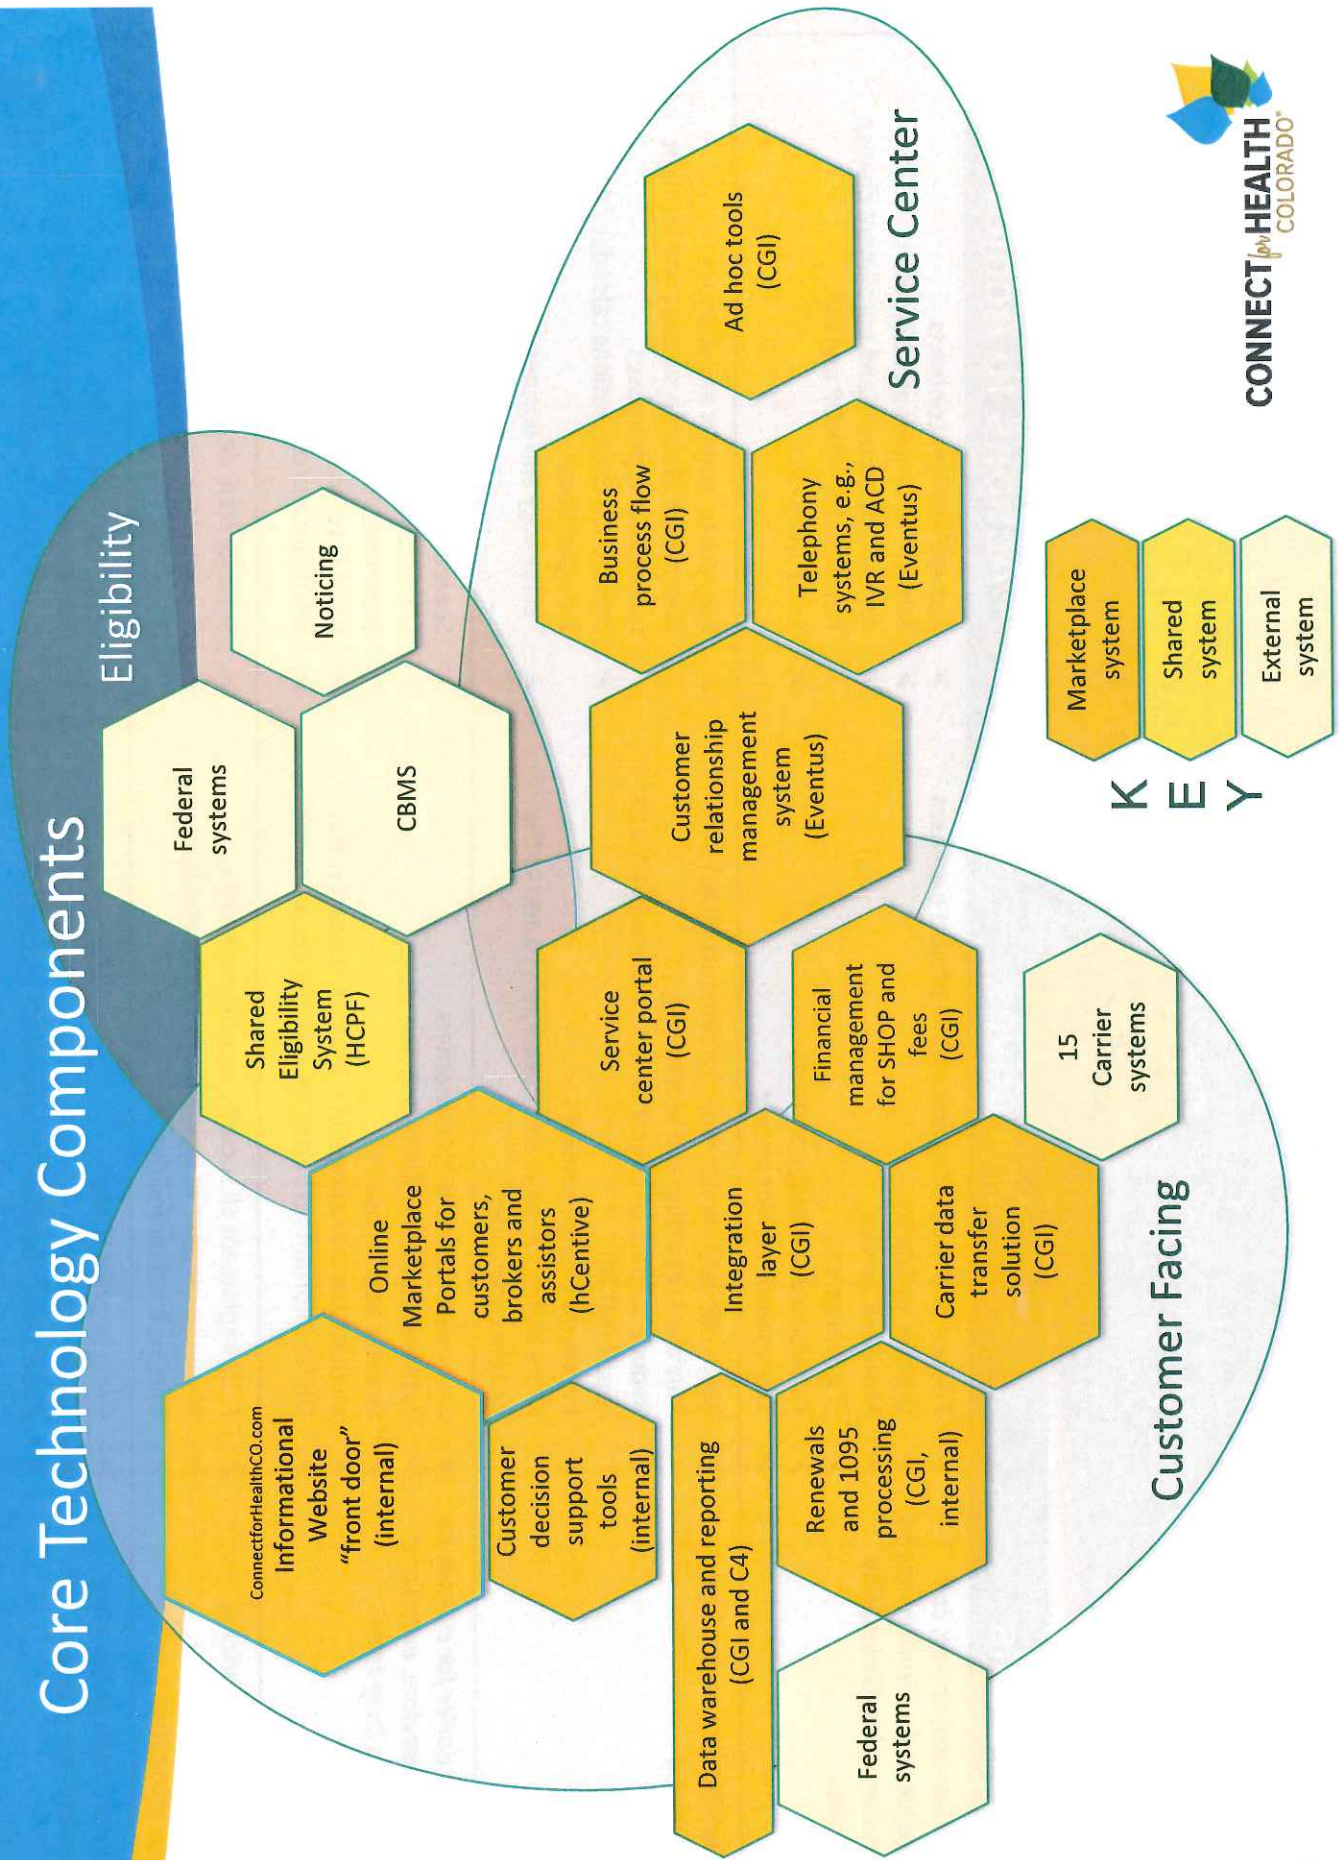 Core Technology Components
Eligibility
Federal
systems
Noticing
CBMS
Shared
Eligibility
System
(HCPF)
ConnectforHealthCO.com
Informational
Website
“front door”
(internal)
Online
Marketplace
Portals for
customers,
brokers and
assistors
(hCentive)
Customer
decision
support
tools
(internal)
Service
center portal
(CGI)
Customer
relationship
management
system
(Eventus)
Business
process flow
(CGI)
Ad hoc tools
(CGI)
Telephony
systems, e.g.,
IVR and ACD
(Eventus)
Service Center
Data warehouse and reporting
(CGI and C4)
Integration
layer
(CGI)
Financial
management
for SHOP and
fees
(CGI)
Federal
systems
Renewals
and 1095
processing
(CGI,
internal)
Carrier data
transfer
solution
(CGI)
15
Carrier
systems
Customer Facing
KEY
Marketplace
system
Shared
system
External
system
CONNECT for HEALTH
COLORADO®